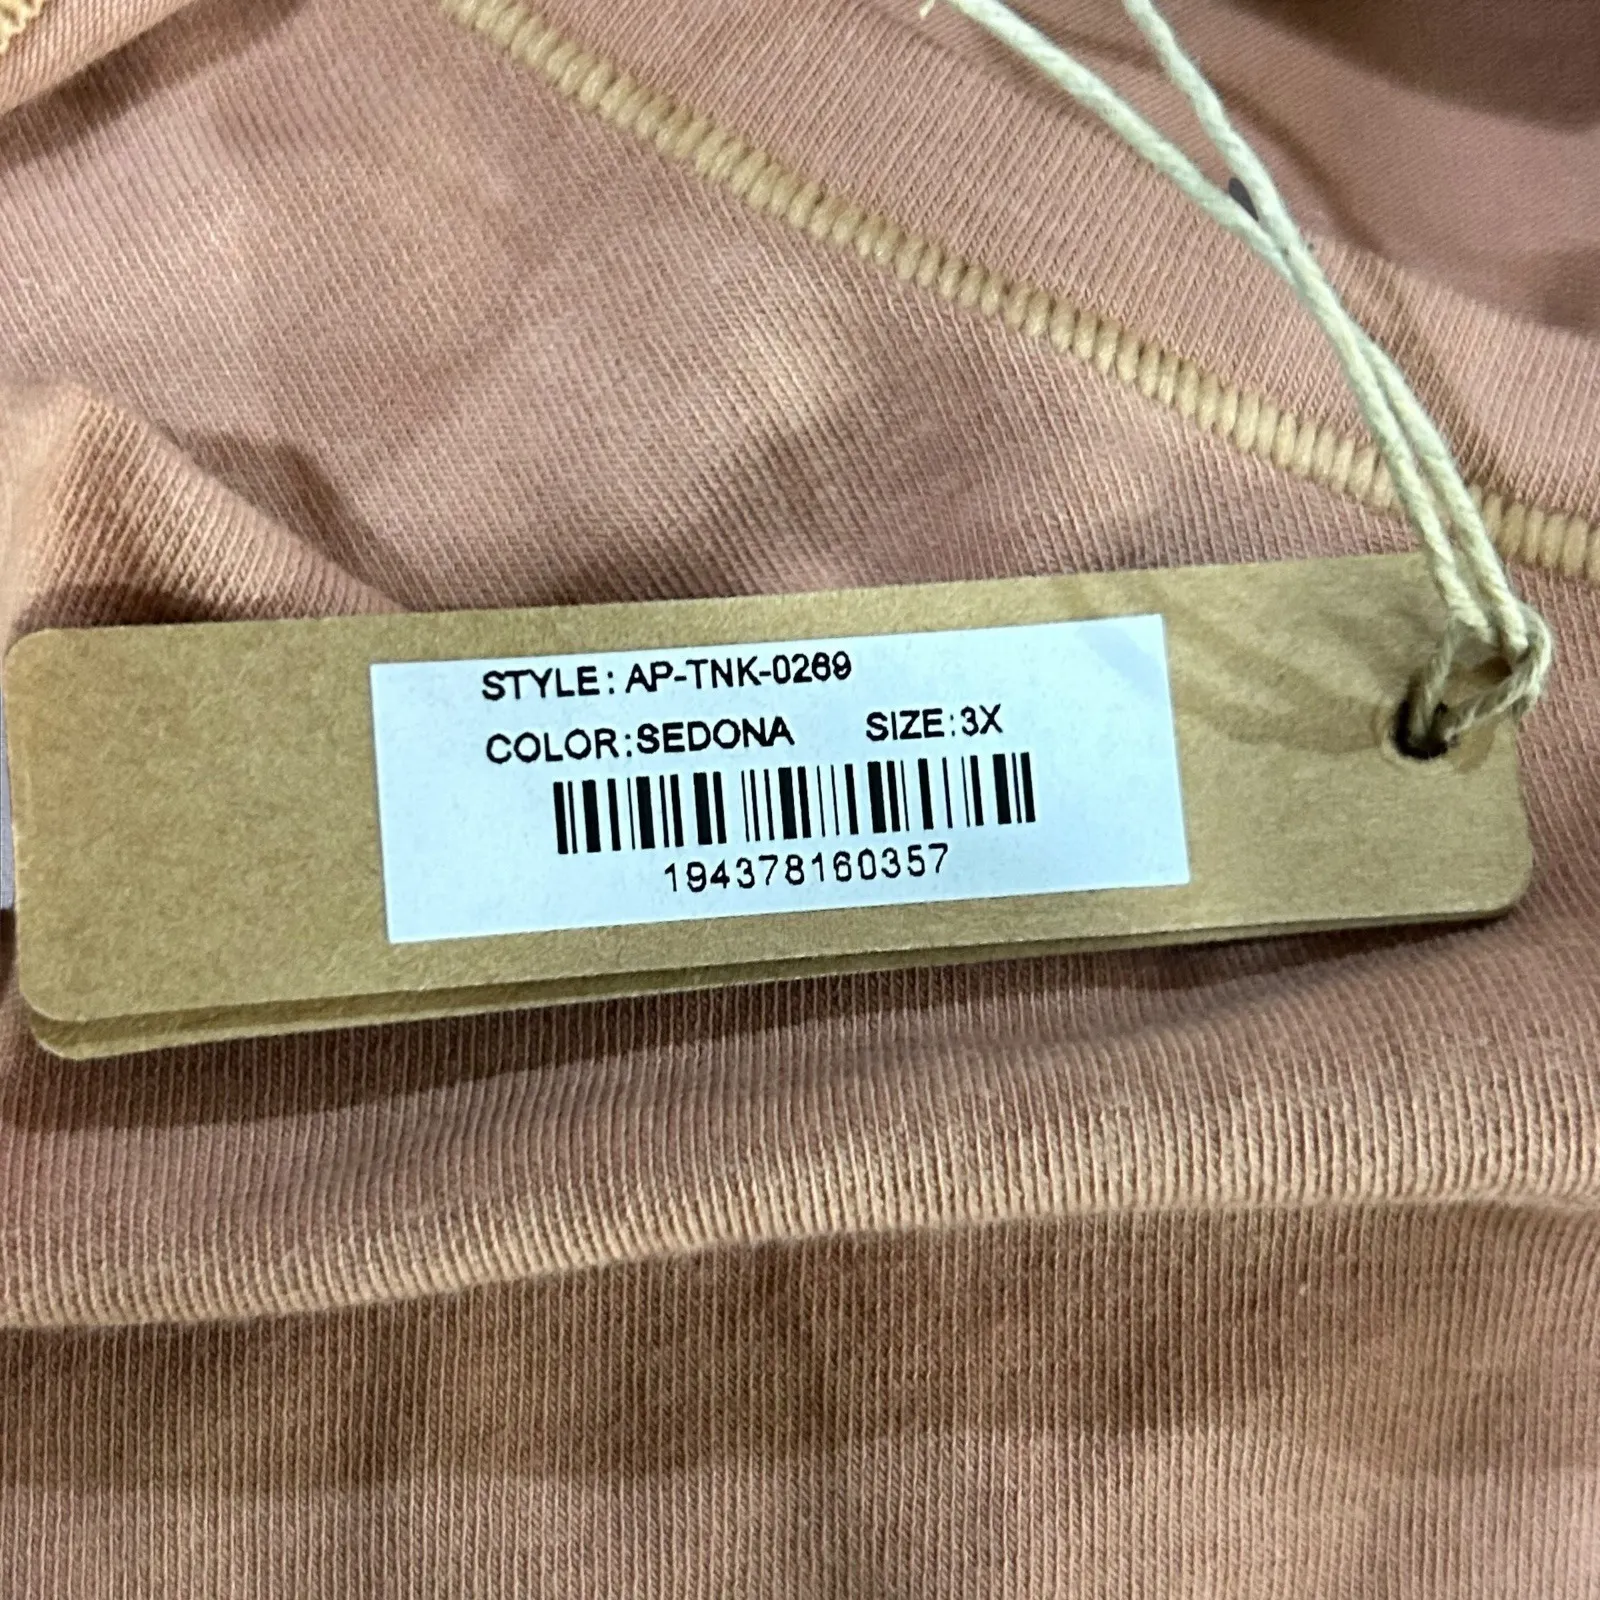 STYLE: AP-TNK-0269
COLOR:SEDONA SIZE:3X
194378160357